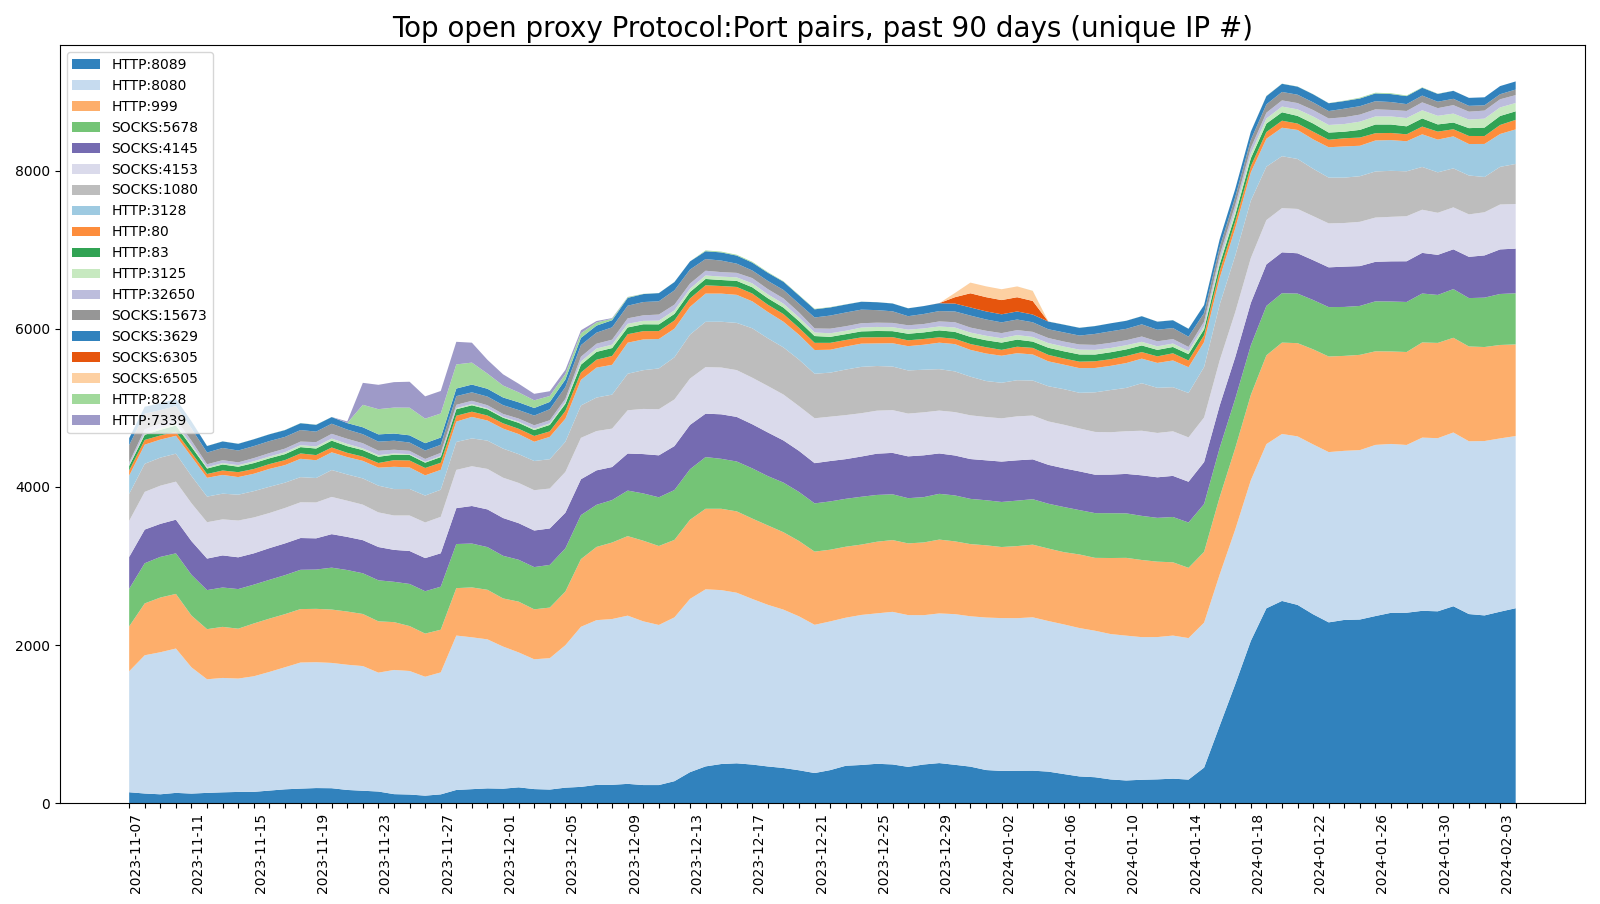 Top open proxy Protocol:Port pairs, past 90 days (unique IP #)
HTTP:8089
HTTP:8080
HTTP:999
SOCKS:5678
SOCKS:4145
SOCKS:4153
SOCKS:1080
HTTP:3128
HTTP:80
HTTP:83
HTTP:3125
HTTP:32650
SOCKS:15673
SOCKS:3629
SOCKS:6305
SOCKS:6505
HTTP:8228
HTTP:7339
8000
6000
4000
2000
0
2023-11-07
2023-11-11
2023-11-15
2023-11-19
2023-11-23
2023-11-27
2023-12-01
2023-12-05
2023-12-09
2023-12-13
2023-12-17
2023-12-21
2023-12-25
2023-12-29
2024-01-02
2024-01-06
2024-01-10
2024-01-14
2024-01-18
2024-01-22
2024-01-26
2024-01-30
2024-02-03